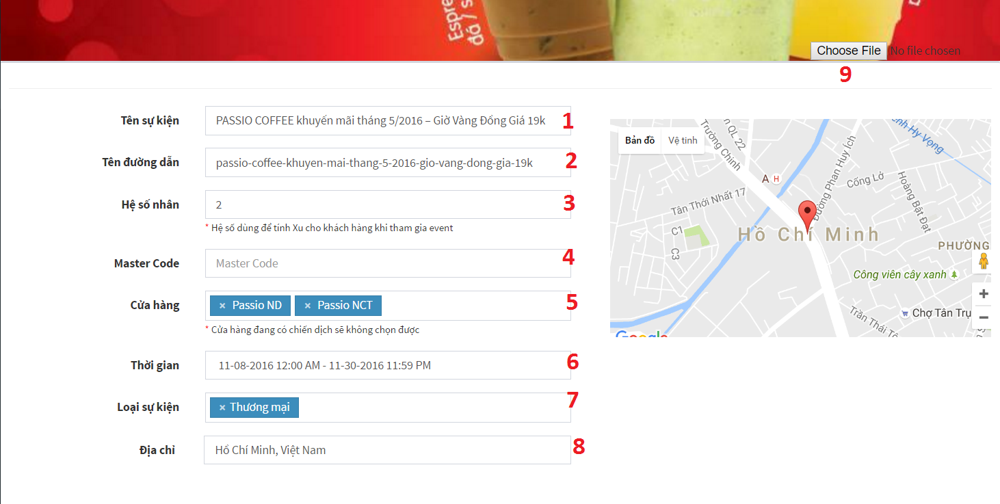 Espre
đá / s
Choose File No file chosen
9
Tên sự kiện PASSIO COFFEE khuyến mãi tháng 5/2016 – Giờ Vàng Đồng Giá 19k 1
Tên đường dẫn passio-coffee-khuyen-mai-thang-5-2016-gio-vang-dong-gia-19k 2
Hệ số nhân 2 3
* Hệ số dùng để tính Xu cho khách hàng khi tham gia event
Master Code Master Code 4
Cửa hàng × Passio ND × Passio NCT 5
* Cửa hàng đang có chiến dịch sẽ không chọn được
Thời gian 11-08-2016 12:00 AM - 11-30-2016 11:59 PM 6
Loại sự kiện × Thương mại 7
Địa chỉ Hồ Chí Minh, Việt Nam 8
Bản đồ Vệ tinh
Trường Chinh
QL 22
ênh Hy Vọng
Đường Phan Huy Ích
A H
Cống Lở
Hoàng Bật Đạt
Tân Thới Nhất 17
C1
C3
Hồ Chí Minh
PHƯỜNG
Công viên cây xanh
+
Chợ Tân Trụ
−
Trần Thái Tô
Google